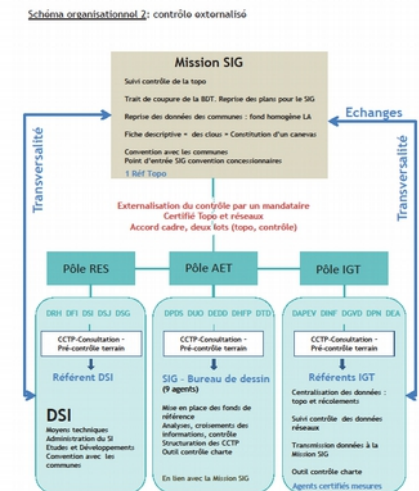 Schéma organisationnel 2: contrôle externalisé
Mission SIG
Suivi contrôle de la topo
Trait de coupure de la BDT. Reprise des plans pour le SIG
Reprise des données des communes : fond homogène LA
Fiche descriptive « des clous » Constitution d'un canevas
Convention avec les communes
Point d'entrée SIG convention concessionnaires
1 Réf Topo
Echanges
Transversalité
Transversalité
Externalisation du contrôle par un mandataire
Certifié Topo et réseaux
Accord cadre, deux lots (topo, contrôle)
Pôle RES
Pôle AET
Pôle IGT
DRH DFI DSI DSJ DSG
DPDS DUO DEDD DHFP DTD
DAPEV DRNF DGVD DPN DEA
CCTP-Consultation -
Pré-contrôle terrain
CCTP-Consultation -
Pré-contrôle terrain
CCTP-Consultation -
Pré-contrôle terrain
Référent DSI
DSI
Moyens techniques
Administration du SI
Etudes et Développements
Convention avec les
communes
SIG - Bureau de dessin
(9 agents)
Mise en place des fonds de
référence
Analyses, croisements des
informations, contrôle
Structuration des CCTP
Outil contrôle charte
En lien avec la Mission SIG
Référents IGT
Centralisation des données :
topo et récolements
Suivi contrôle des données
réseaux
Transmission données à la
Mission SIG
Outil contrôle charte
Agents certifiés mesures